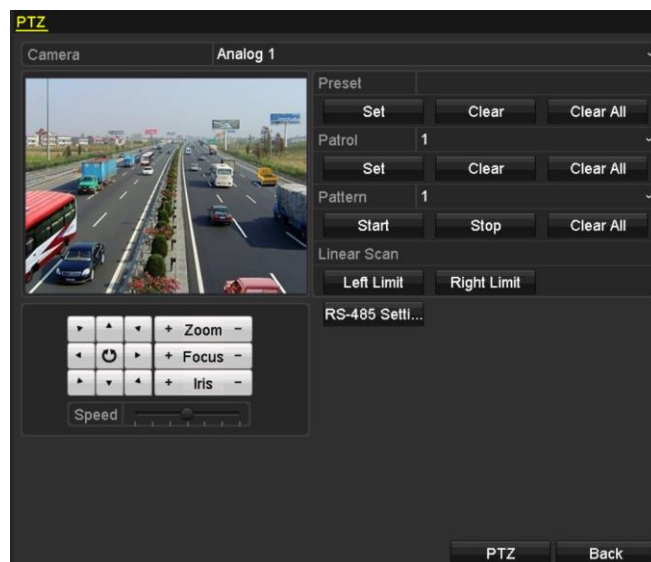 PTZ
Camera Analog 1
Preset
Set Clear Clear All
Patrol 1
Set Clear Clear All
Pattern 1
Start Stop Clear All
Linear Scan
Left Limit Right Limit
RS-485 Setti...
+ Zoom -
+ Focus -
+ Iris -
Speed
PTZ Back